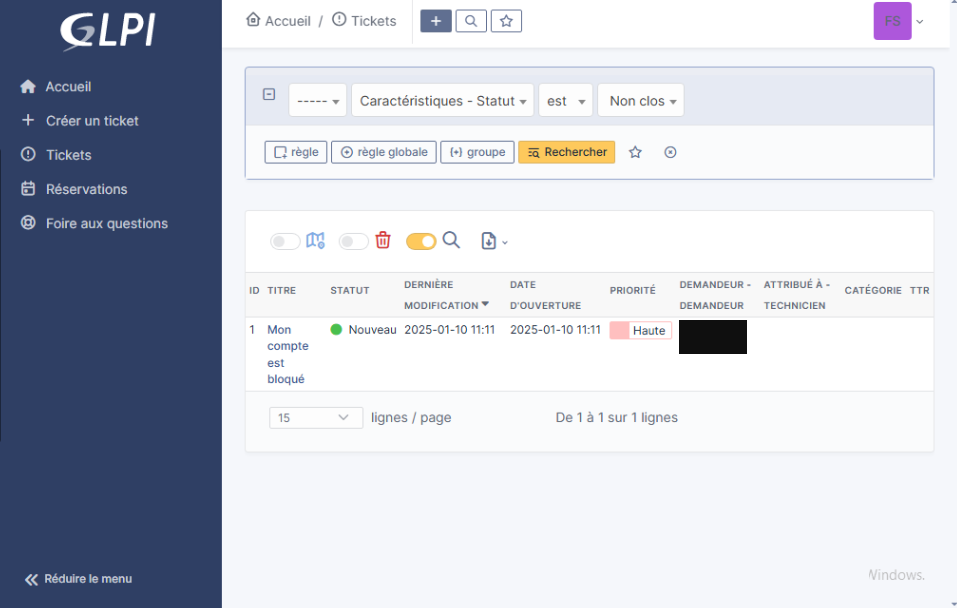 GLPI
Accueil / Tickets
FS
Accueil
Créer un ticket
Tickets
Réservations
Foire aux questions
Réduire le menu
----- Caractéristiques - Statut est Non clos
règle règle globale {+} groupe Rechercher
ID TITRE STATUT DERNIÈRE MODIFICATION DATE D'OUVERTURE PRIORITÉ DEMANDEUR - DEMANDEUR ATTRIBUÉ À - TECHNICIEN CATÉGORIE TTR
1 Mon compte est bloqué Nouveau 2025-01-10 11:11 2025-01-10 11:11 Haute
15 lignes / page De 1 à 1 sur 1 lignes
Windows.